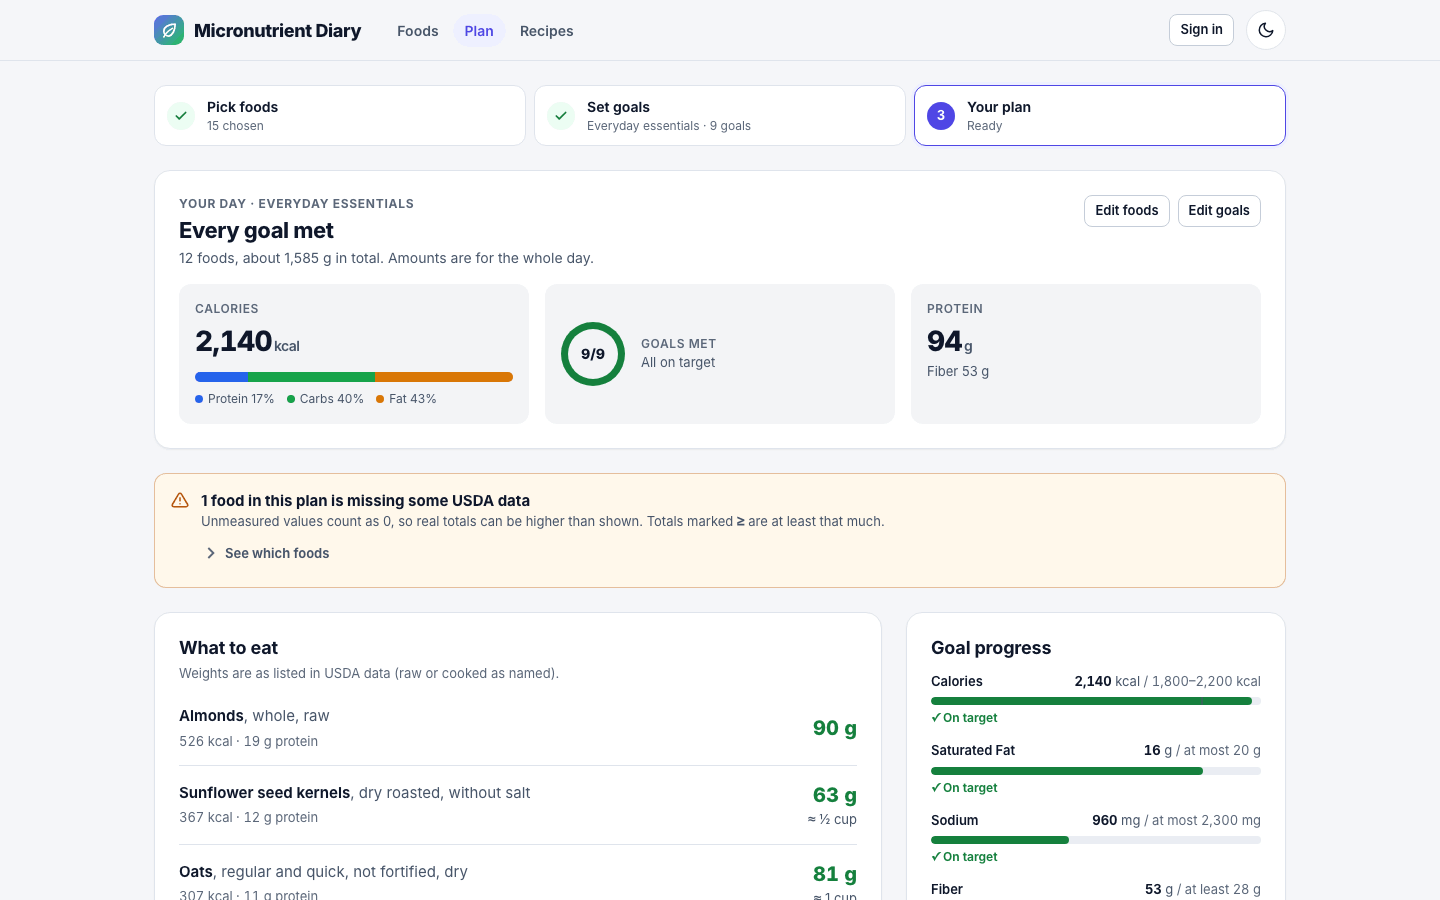 Micronutrient Diary
Foods
Plan
Recipes
Sign in
Pick foods
15 chosen
Set goals
Everyday essentials · 9 goals
3
Your plan
Ready
YOUR DAY · EVERYDAY ESSENTIALS
Every goal met
12 foods, about 1,585 g in total. Amounts are for the whole day.
Edit foods
Edit goals
CALORIES
2,140 kcal
Protein 17%
Carbs 40%
Fat 43%
9/9
GOALS MET
All on target
PROTEIN
94 g
Fiber 53 g
1 food in this plan is missing some USDA data
Unmeasured values count as 0, so real totals can be higher than shown. Totals marked ≥ are at least that much.
See which foods
What to eat
Weights are as listed in USDA data (raw or cooked as named).
Almonds, whole, raw
526 kcal · 19 g protein
90 g
Sunflower seed kernels, dry roasted, without salt
367 kcal · 12 g protein
63 g
≈ ½ cup
Oats, regular and quick, not fortified, dry
307 kcal · 11 g protein
81 g
≈ 1 cup
Goal progress
Calories
2,140 kcal / 1,800–2,200 kcal
✓ On target
Saturated Fat
16 g / at most 20 g
✓ On target
Sodium
960 mg / at most 2,300 mg
✓ On target
Fiber
53 g / at least 28 g